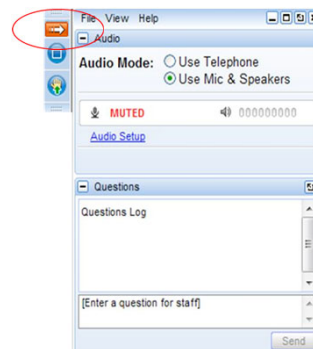 File View Help
Audio
Audio Mode: Use Telephone
Use Mic & Speakers
MUTED 000000000
Audio Setup
Questions
Questions Log
[Enter a question for staff]
Send